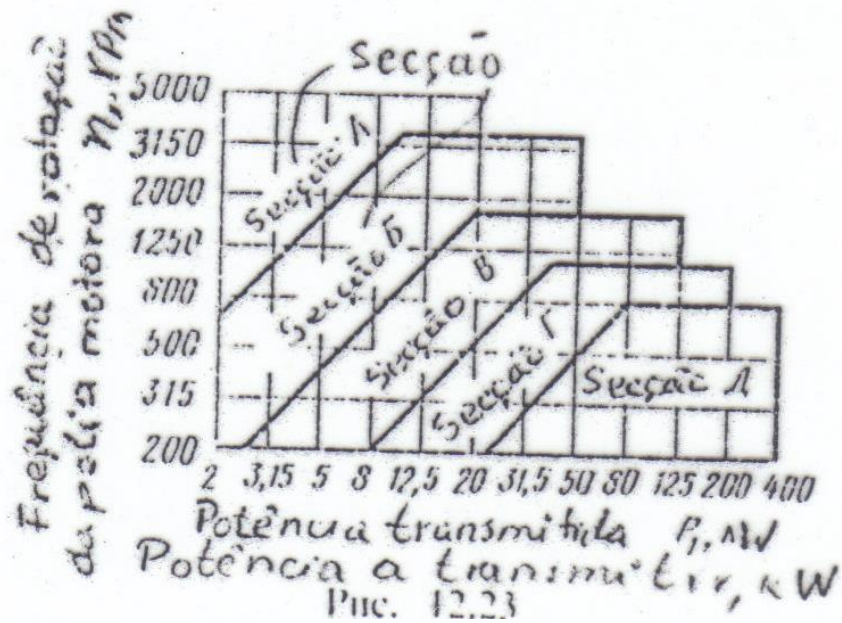 Secção
Frequência de rotação
da polia motora n₁, rpm
5000
3150
2000
1250
800
500
315
200
Secção A
Secção Б
Secção В
Secção Г
Secção Д
2 3,15 5 8 12,5 20 31,5 50 80 125 200 400
Potência transmitida P₁, kW
Potência a transmitir, kW
Рис. 12.23